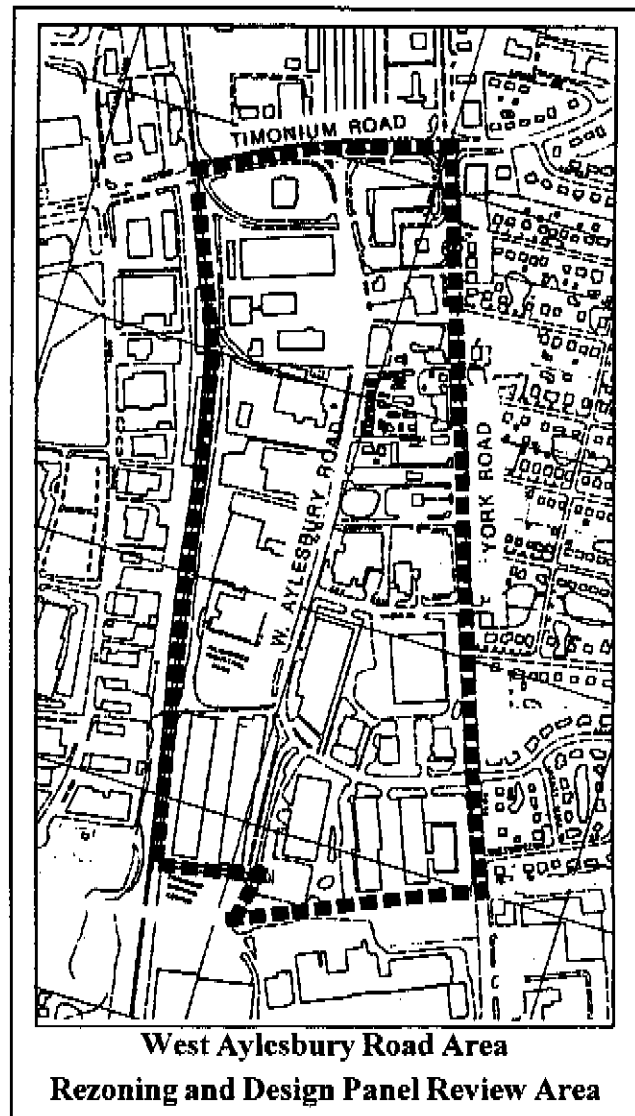 TIMONIUM ROAD
W. AYLESBURY ROAD
YORK ROAD
West Aylesbury Road Area
Rezoning and Design Panel Review Area